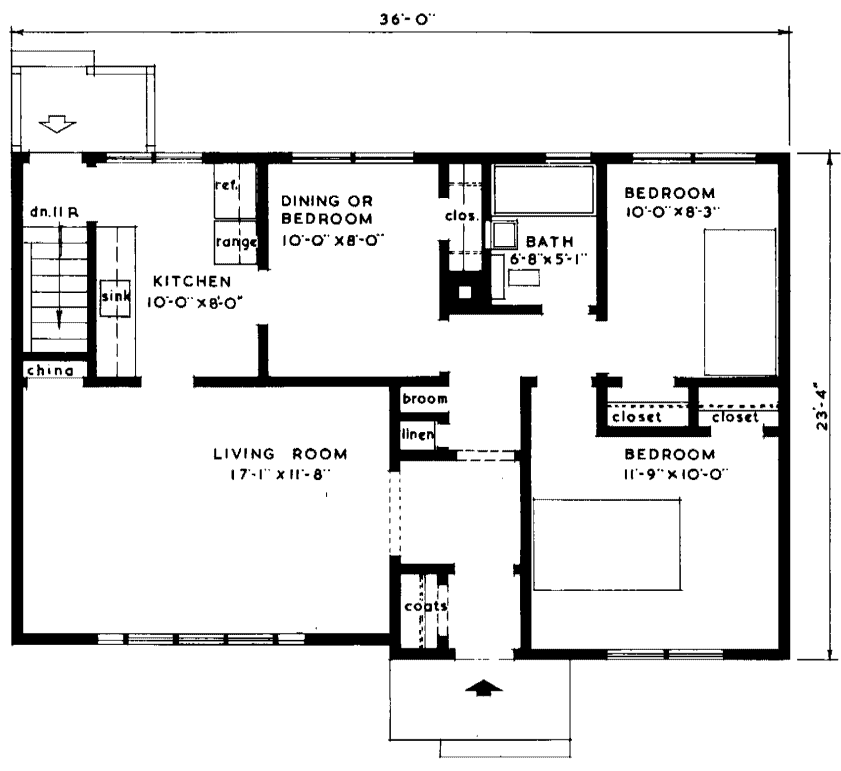 36'-0"
ref.
dn.11 R
range
sink
KITCHEN
10'-0" x 8'-0"
china
DINING OR
BEDROOM
10'-0" x 8'-0"
clos.
BATH
6'-8" x 5'-1"
BEDROOM
10'-0" x 8'-3"
broom
linen
closet
closet
23'-4"
LIVING ROOM
17'-1" x 11'-8"
BEDROOM
11'-9" x 10'-0"
coats